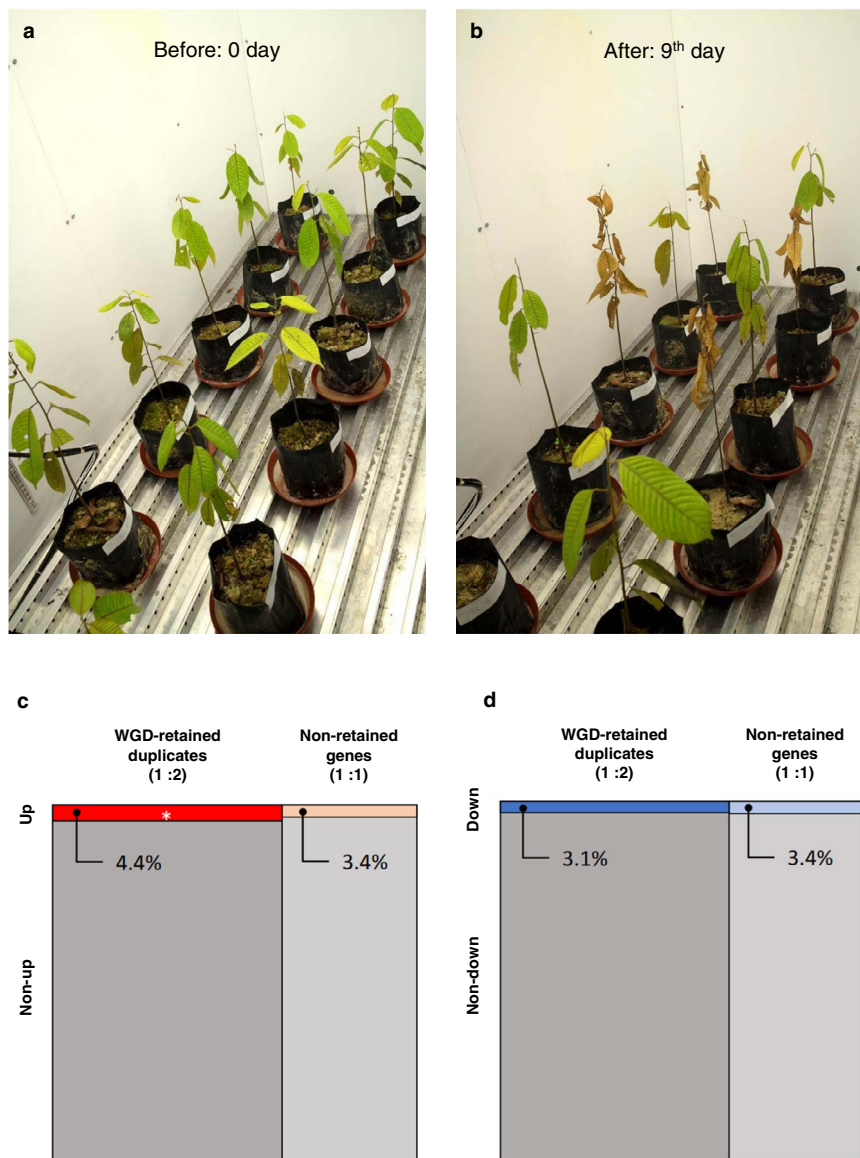 a
Before: 0 day
b
After: 9th day
c
WGD-retained
duplicates
(1 :2)
Non-retained
genes
(1 :1)
Up
*
4.4%
3.4%
Non-up
d
WGD-retained
duplicates
(1 :2)
Non-retained
genes
(1 :1)
Down
3.1%
3.4%
Non-down